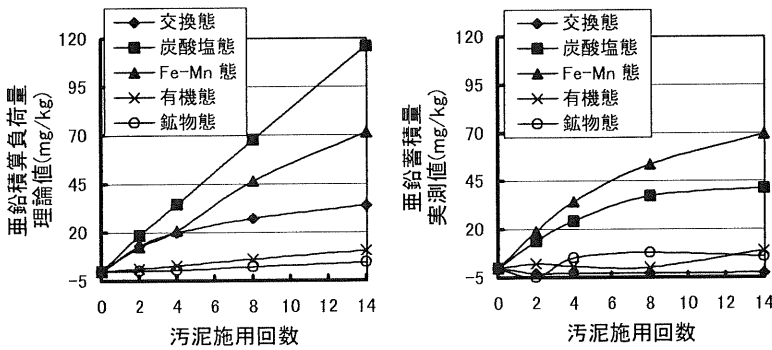 亜鉛積算負荷量
理論値(mg/kg)
120
95
70
45
20
-5
交換態
炭酸塩態
Fe-Mn 態
有機態
鉱物態
0 2 4 6 8 10 12 14
汚泥施用回数
亜鉛蓄積量
実測値(mg/kg)
120
95
70
45
20
-5
交換態
炭酸塩態
Fe-Mn態
有機態
鉱物態
0 2 4 6 8 10 12 14
汚泥施用回数